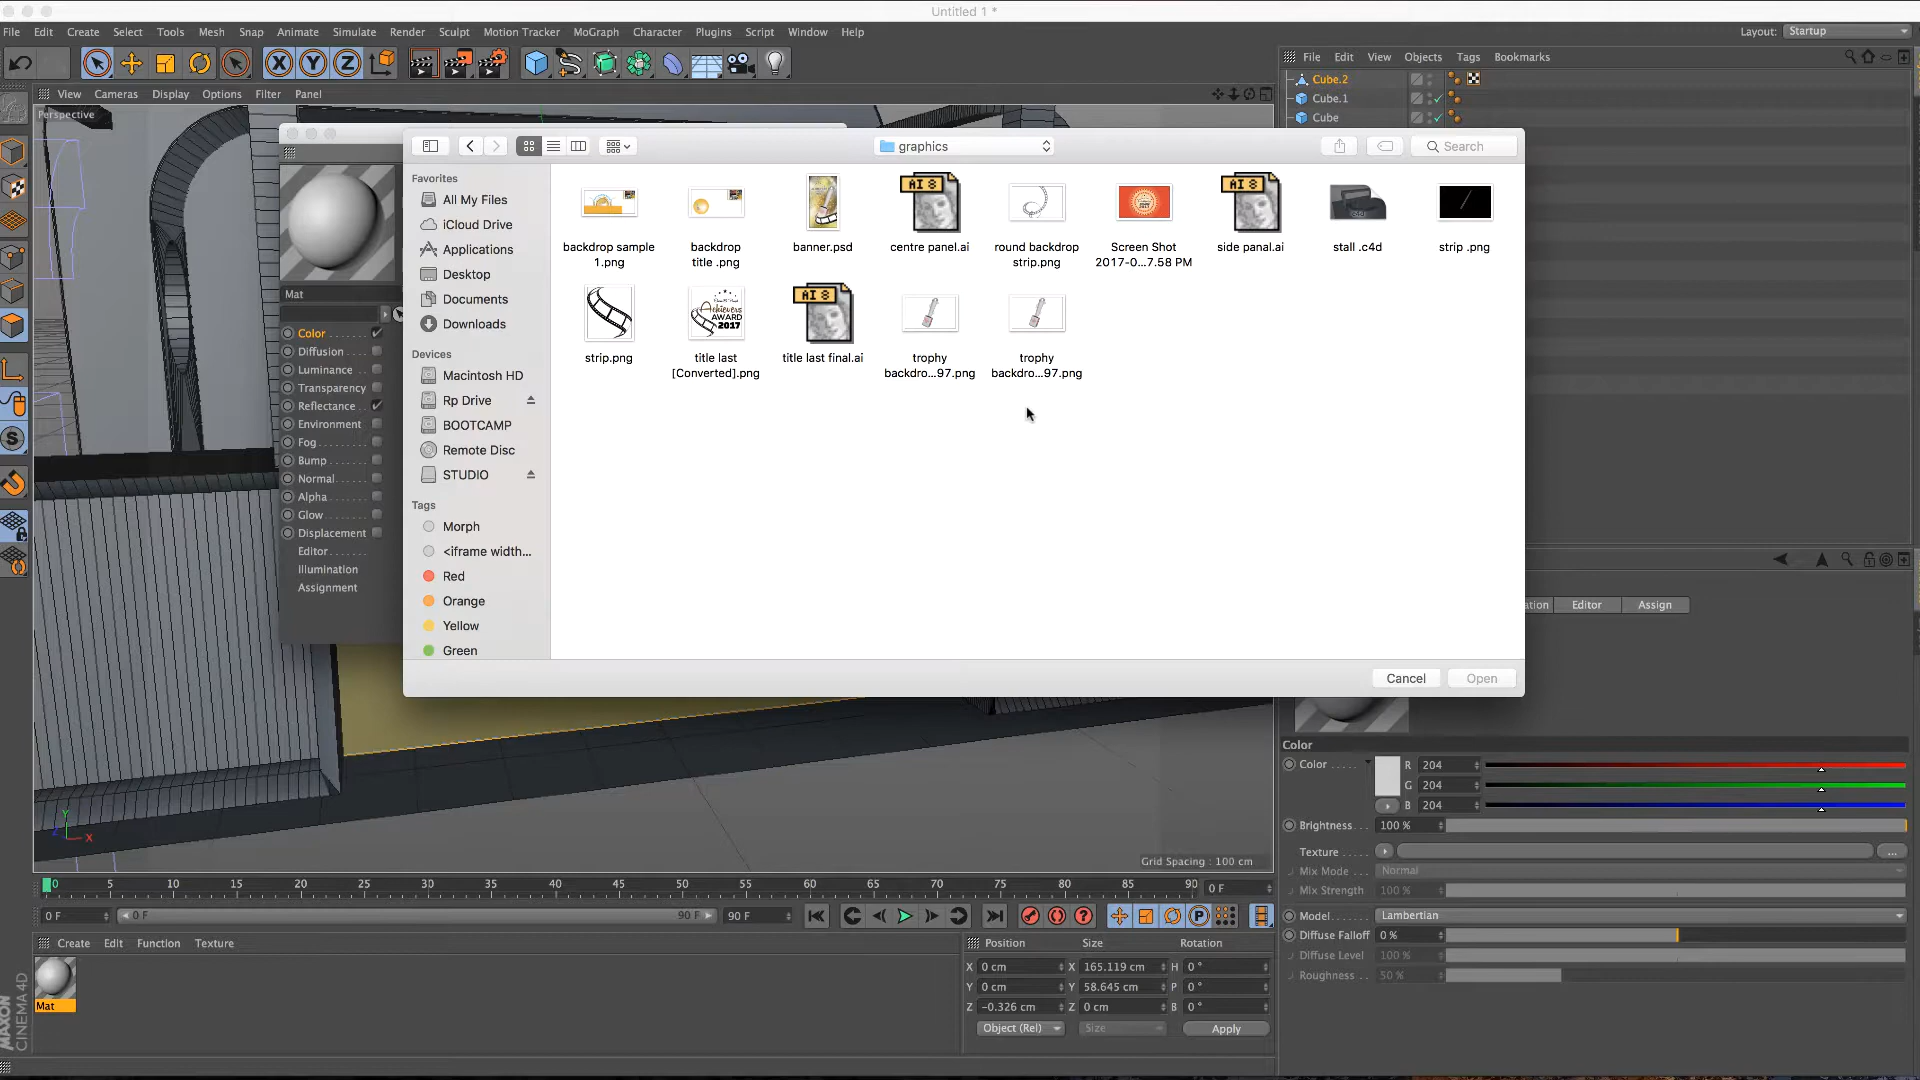 Untitled 1 *
File Edit Create Select Tools Mesh Snap Animate Simulate Render Sculpt Motion Tracker MoGraph Character Plugins Script Window Help
Layout: Startup
X Y Z
File Edit View Objects Tags Bookmarks
Cube.2
Cube.1
Cube
View Cameras Display Options Filter Panel
Perspective
graphics
Search
Favorites
All My Files
iCloud Drive
Applications
Desktop
Documents
Downloads
Devices
Macintosh HD
Rp Drive
BOOTCAMP
Remote Disc
STUDIO
Tags
Morph
<iframe width...
Red
Orange
Yellow
Green
backdrop sample
1.png
backdrop
title .png
banner.psd
AI 8
centre panel.ai
round backdrop
strip.png
Screen Shot
2017-0...7.58 PM
AI 8
side panal.ai
stall .c4d
strip .png
strip.png
Achievers
AWARD
2017
title last
[Converted].png
AI 8
title last final.ai
trophy
backdro...97.png
trophy
backdro...97.png
Cancel Open
Mat
Color
Diffusion
Luminance
Transparency
Reflectance
Environment
Fog
Bump
Normal
Alpha
Glow
Displacement
Editor
Illumination
Assignment
ation Editor Assign
Color
Color R 204
G 204
B 204
Brightness 100 %
Texture ...
Mix Mode Normal
Mix Strength 100 %
Model Lambertian
Diffuse Falloff 0 %
Diffuse Level 100 %
Roughness 50 %
Y
X
Grid Spacing : 100 cm
0 5 10 15 20 25 30 35 40 45 50 55 60 65 70 75 80 85 90 0 F
0 F 0 F 90 F 90 F
P
Create Edit Function Texture
Mat
Position Size Rotation
X 0 cm X 165.119 cm H 0 °
Y 0 cm Y 58.645 cm P 0 °
Z -0.326 cm Z 0 cm B 0 °
Object (Rel) Size Apply
MAXON
CINEMA 4D